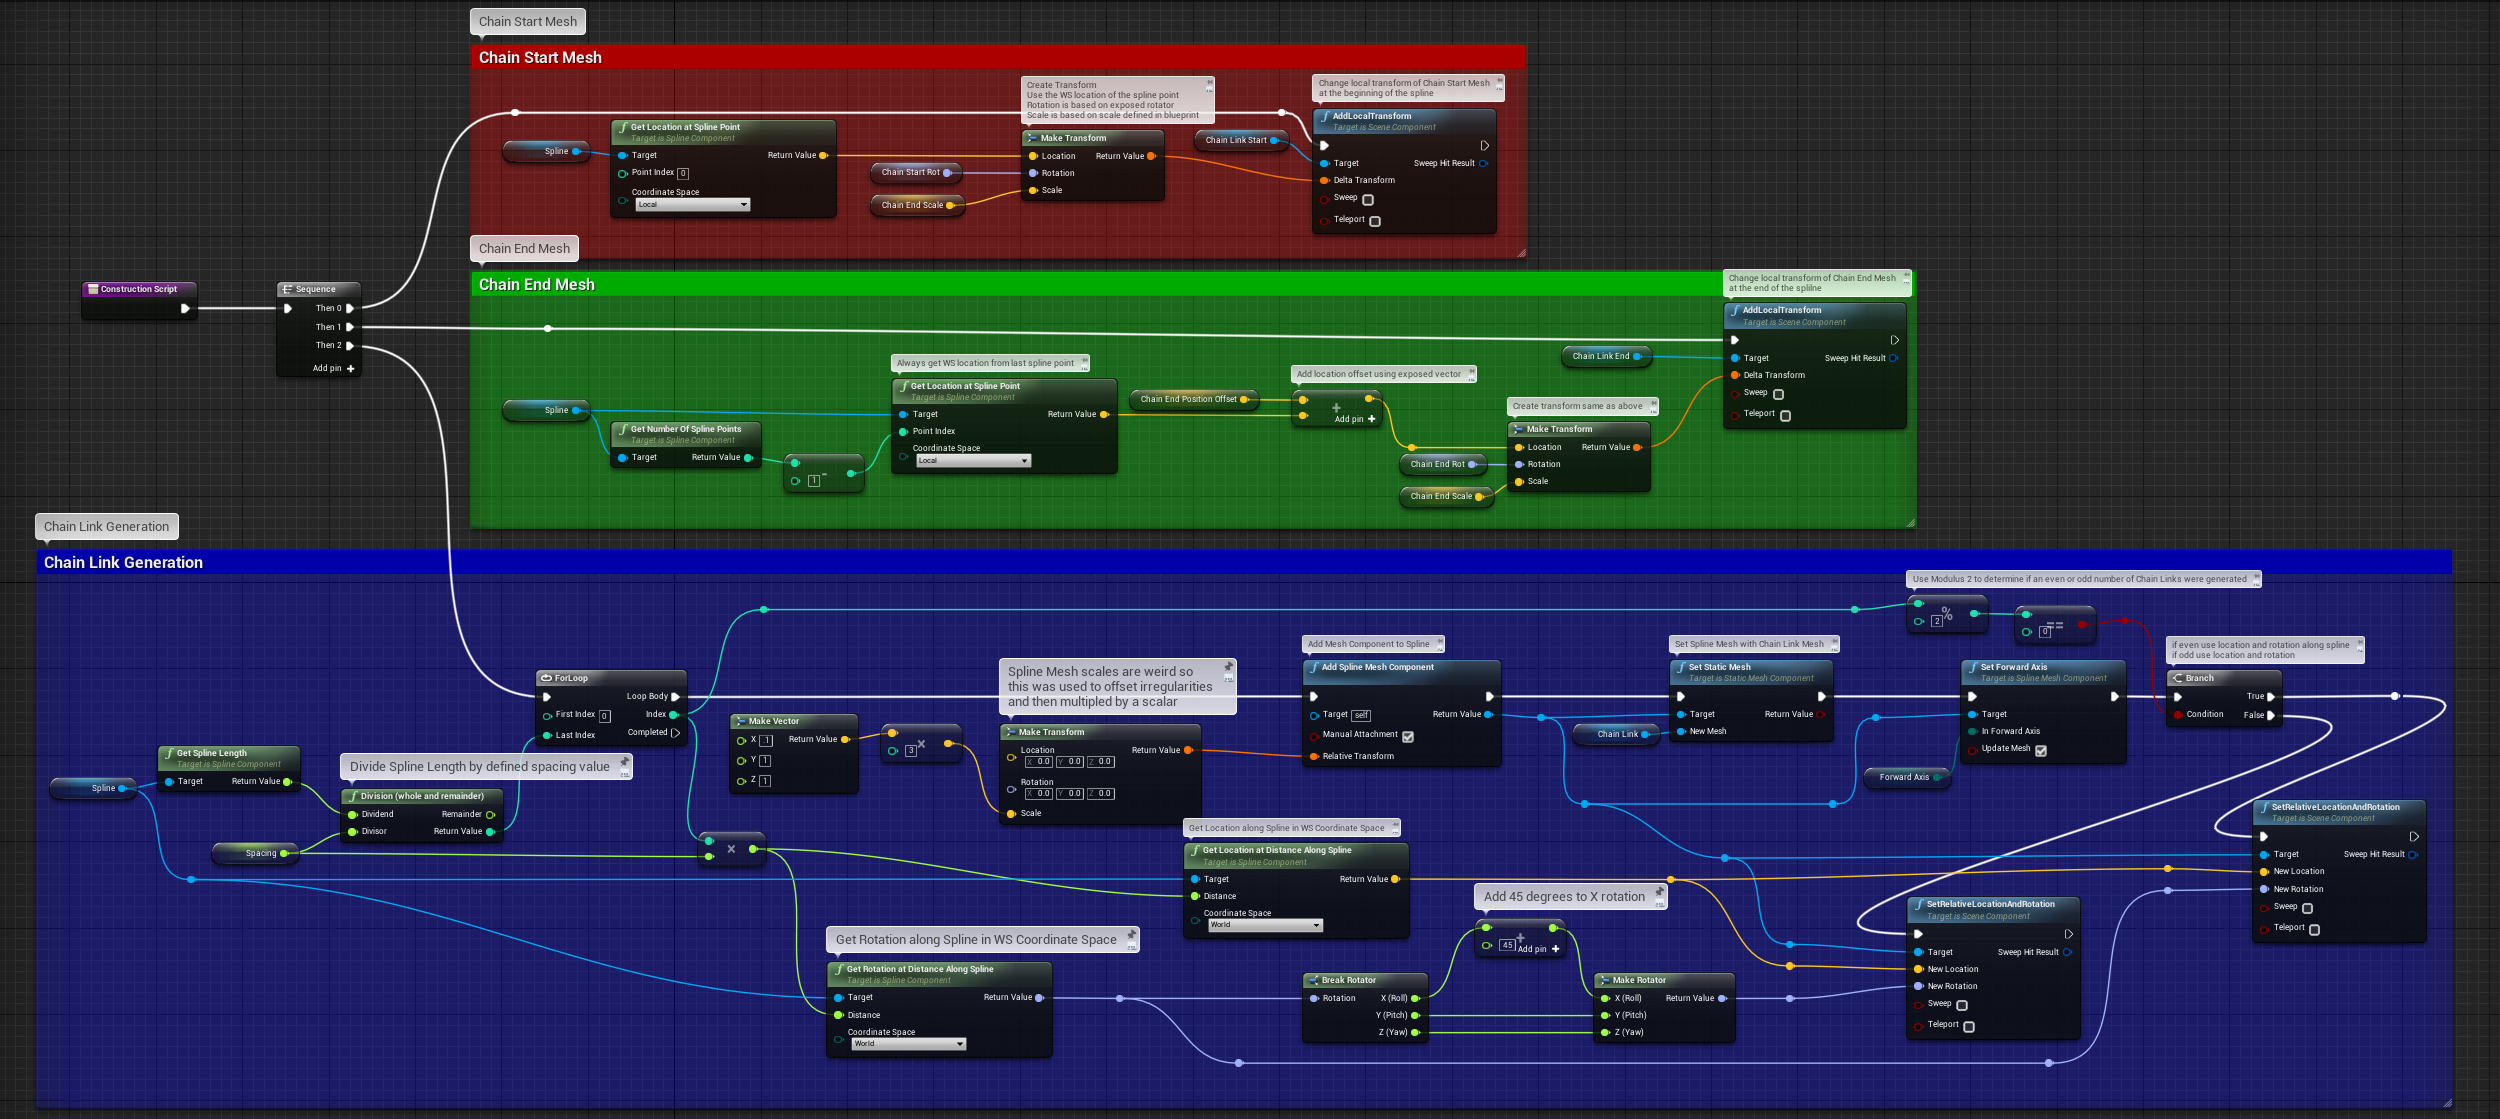 Chain Start Mesh
Chain Start Mesh
Create Transform
Use the WS location of the spline point
Rotation is based on exposed rotator
Scale is based on scale defined in blueprint
Change local transform of Chain Start Mesh
at the beginning of the spline
Spline
Get Location at Spline Point
Target is Spline Component
Target
Return Value
Point Index 0
Coordinate Space
Local
Chain Start Rot
Chain End Scale
Make Transform
Location
Return Value
Rotation
Scale
Chain Link Start
AddLocalTransform
Target is Scene Component
Target
Sweep Hit Result
Delta Transform
Sweep
Teleport
Construction Script
Sequence
Then 0
Then 1
Then 2
Add pin
Chain End Mesh
Chain End Mesh
Change local transform of Chain End Mesh
at the end of the splilne
Spline
Get Number Of Spline Points
Target is Spline Component
Target
Return Value
1
-
Always get WS location from last spline point
Get Location at Spline Point
Target is Spline Component
Target
Return Value
Point Index
Coordinate Space
Local
Chain End Position Offset
Add location offset using exposed vector
+
Add pin
Chain End Rot
Chain End Scale
Create transform same as above
Make Transform
Location
Return Value
Rotation
Scale
Chain Link End
AddLocalTransform
Target is Scene Component
Target
Sweep Hit Result
Delta Transform
Sweep
Teleport
Chain Link Generation
Chain Link Generation
Spline
Get Spline Length
Target is Spline Component
Target
Return Value
Spacing
Divide Spline Length by defined spacing value
Division (whole and remainder)
Dividend
Remainder
Divisor
Return Value
ForLoop
Loop Body
First Index 0
Index
Last Index
Completed
×
Make Vector
X .1
Return Value
Y 1
Z 1
3
×
Spline Mesh scales are weird so
this was used to offset irregularities
and then multipled by a scalar
Make Transform
Location
Return Value
X 0.0 Y 0.0 Z 0.0
Rotation
X 0.0 Y 0.0 Z 0.0
Scale
Add Mesh Component to Spline
Add Spline Mesh Component
Target self
Return Value
Manual Attachment
Relative Transform
Set Spline Mesh with Chain Link Mesh
Chain Link
Set Static Mesh
Target is Static Mesh Component
Target
Return Value
New Mesh
Use Modulus 2 to determine if an even or odd number of Chain Links were generated
2
%
0
==
Forward Axis
Set Forward Axis
Target is Spline Mesh Component
Target
In Forward Axis
Update Mesh
if even use location and rotation along spline
if odd use location and rotation
Branch
True
Condition
False
Get Location along Spline in WS Coordinate Space
Get Location at Distance Along Spline
Target is Spline Component
Target
Return Value
Distance
Coordinate Space
World
Get Rotation along Spline in WS Coordinate Space
Get Rotation at Distance Along Spline
Target is Spline Component
Target
Return Value
Distance
Coordinate Space
World
Add 45 degrees to X rotation
45
+
Add pin
Break Rotator
Rotation
X (Roll)
Y (Pitch)
Z (Yaw)
Make Rotator
X (Roll)
Return Value
Y (Pitch)
Z (Yaw)
SetRelativeLocationAndRotation
Target is Scene Component
Target
Sweep Hit Result
New Location
New Rotation
Sweep
Teleport
SetRelativeLocationAndRotation
Target is Scene Component
Target
Sweep Hit Result
New Location
New Rotation
Sweep
Teleport